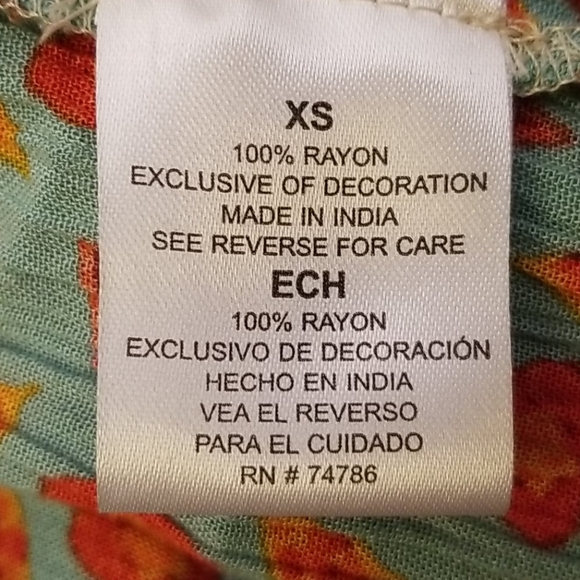 XS
100% RAYON
EXCLUSIVE OF DECORATION
MADE IN INDIA
SEE REVERSE FOR CARE
ECH
100% RAYON
EXCLUSIVO DE DECORACIÓN
HECHO EN INDIA
VEA EL REVERSO
PARA EL CUIDADO
RN # 74786